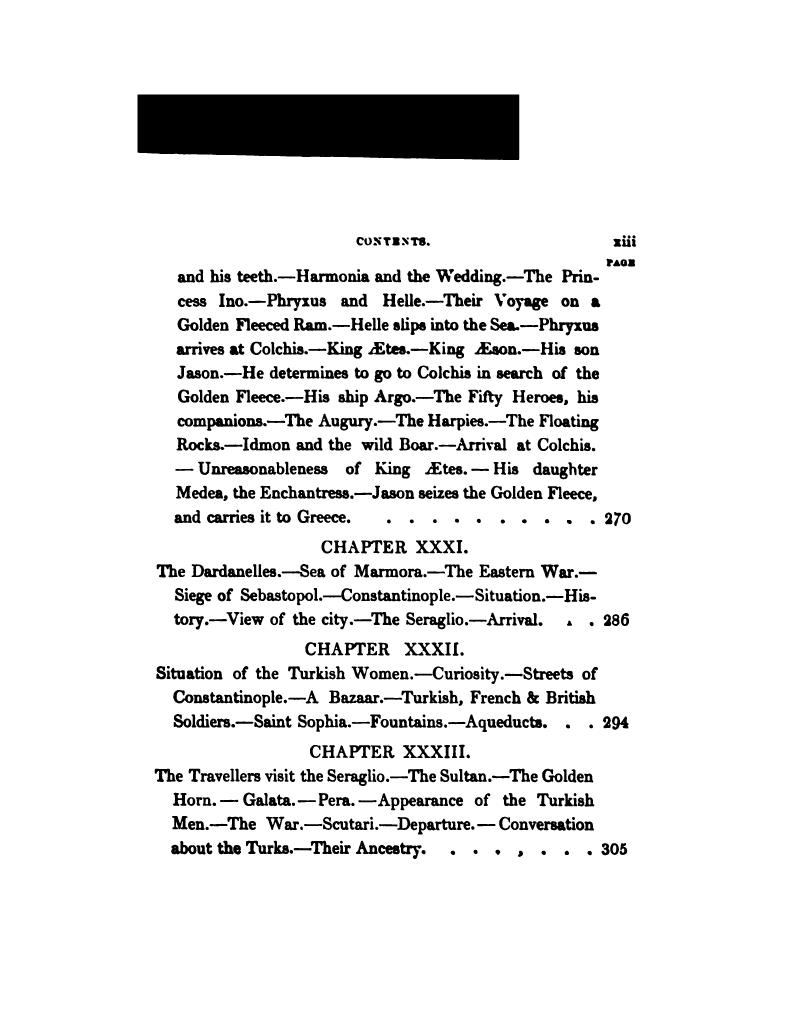 CONTENTS. xiii
PAGE
and his teeth.—Harmonia and the Wedding.—The Prin-
cess Ino.—Phryxus and Helle.—Their Voyage on a
Golden Fleeced Ram.—Helle slips into the Sea.—Phryxus
arrives at Colchis.—King Ætes.—King Æson.—His son
Jason.—He determines to go to Colchis in search of the
Golden Fleece.—His ship Argo.—The Fifty Heroes, his
companions.—The Augury.—The Harpies.—The Floating
Rocks.—Idmon and the wild Boar.—Arrival at Colchis.
— Unreasonableness of King Ætes. — His daughter
Medea, the Enchantress.—Jason seizes the Golden Fleece,
and carries it to Greece. . . . . . . . . . . 270
CHAPTER XXXI.
The Dardanelles.—Sea of Marmora.—The Eastern War.—
Siege of Sebastopol.—Constantinople.—Situation.—His-
tory.—View of the city.—The Seraglio.—Arrival. . . 286
CHAPTER XXXII.
Situation of the Turkish Women.—Curiosity.—Streets of
Constantinople.—A Bazaar.—Turkish, French & British
Soldiers.—Saint Sophia.—Fountains.—Aqueducts. . . 294
CHAPTER XXXIII.
The Travellers visit the Seraglio.—The Sultan.—The Golden
Horn. — Galata. — Pera. — Appearance of the Turkish
Men.—The War.—Scutari.—Departure. — Conversation
about the Turks.—Their Ancestry. . . . , . . . 305